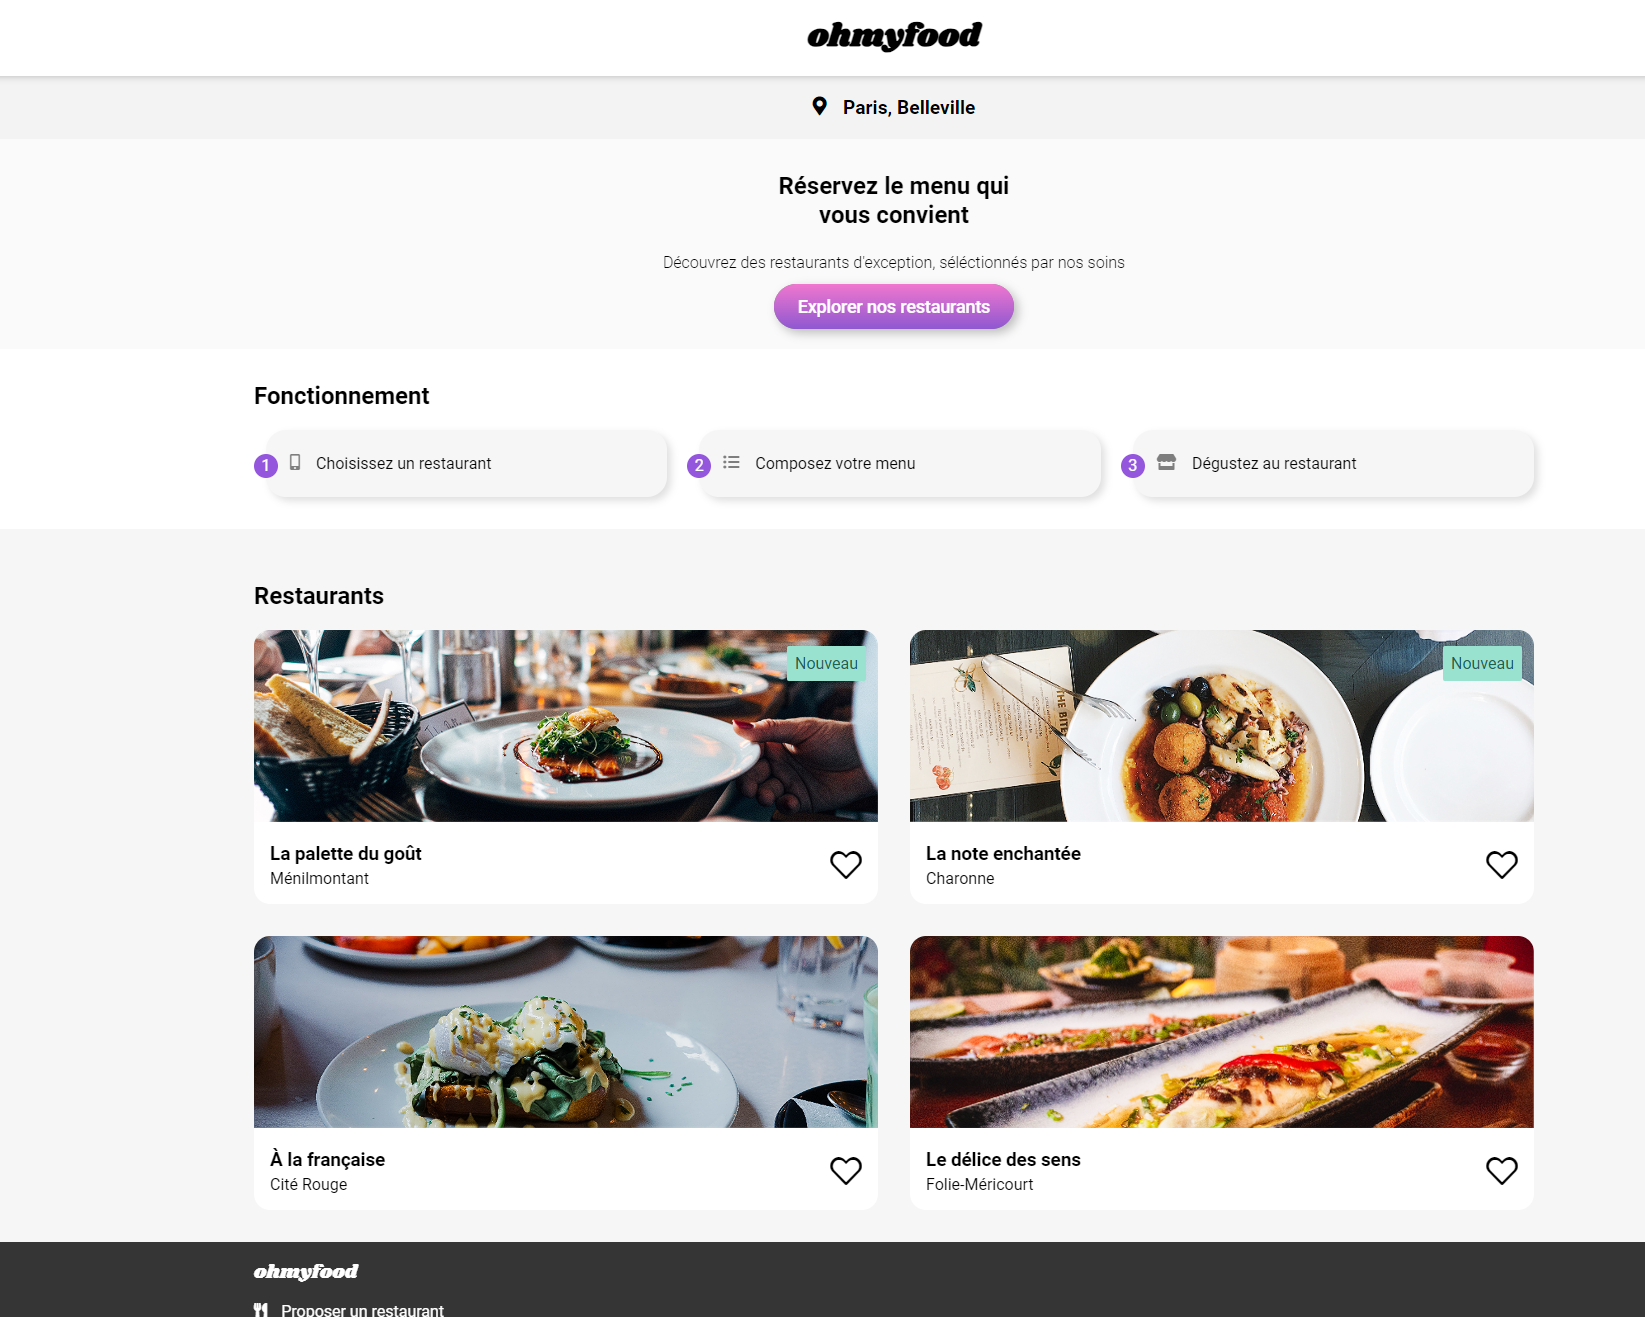 ohmyfood
Paris, Belleville
Réservez le menu qui
vous convient
Découvrez des restaurants d'exception, séléctionnés par nos soins
Explorer nos restaurants
Fonctionnement
1 Choisissez un restaurant
2 Composez votre menu
3 Dégustez au restaurant
Restaurants
Nouveau
THE
Nouveau
La palette du goût
Ménilmontant
La note enchantée
Charonne
À la française
Cité Rouge
Le délice des sens
Folie-Méricourt
ohmyfood
Proposer un restaurant